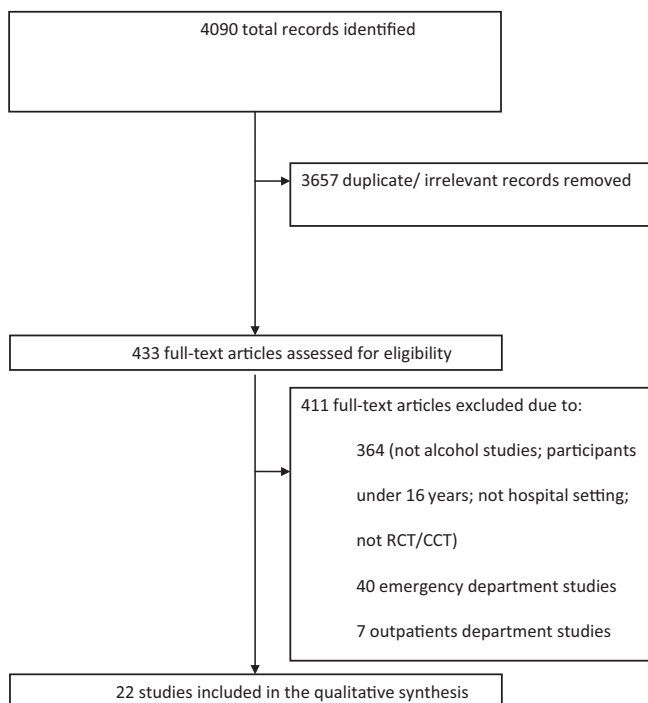 4090 total records identified
3657 duplicate/ irrelevant records removed
433 full-text articles assessed for eligibility
411 full-text articles excluded due to:
364 (not alcohol studies; participants
under 16 years; not hospital setting;
not RCT/CCT)
40 emergency department studies
7 outpatients department studies
22 studies included in the qualitative synthesis